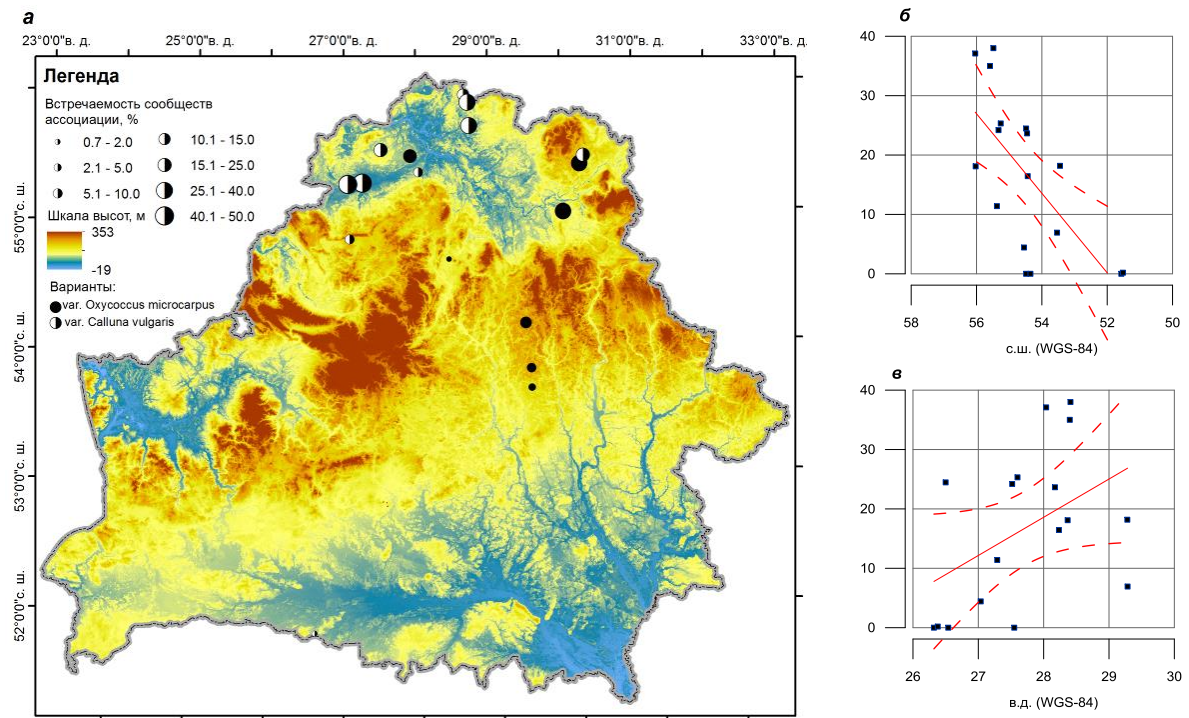 а
23°0'0"в. д. 25°0'0"в. д. 27°0'0"в. д. 29°0'0"в. д. 31°0'0"в. д. 33°0'0"в. д.
Легенда
Встречаемость сообществ
ассоциации, %
0.7 - 2.0
2.1 - 5.0
5.1 - 10.0
10.1 - 15.0
15.1 - 25.0
25.1 - 40.0
40.1 - 50.0
Шкала высот, м
353
-19
Варианты:
var. Oxycoccus microcarpus
var. Calluna vulgaris
55°0'0"с. ш.
54°0'0"с. ш.
53°0'0"с. ш.
52°0'0"с. ш.
б
40
30
20
10
0
58 56 54 52 50
с.ш. (WGS-84)
в
40
30
20
10
0
26 27 28 29 30
в.д. (WGS-84)